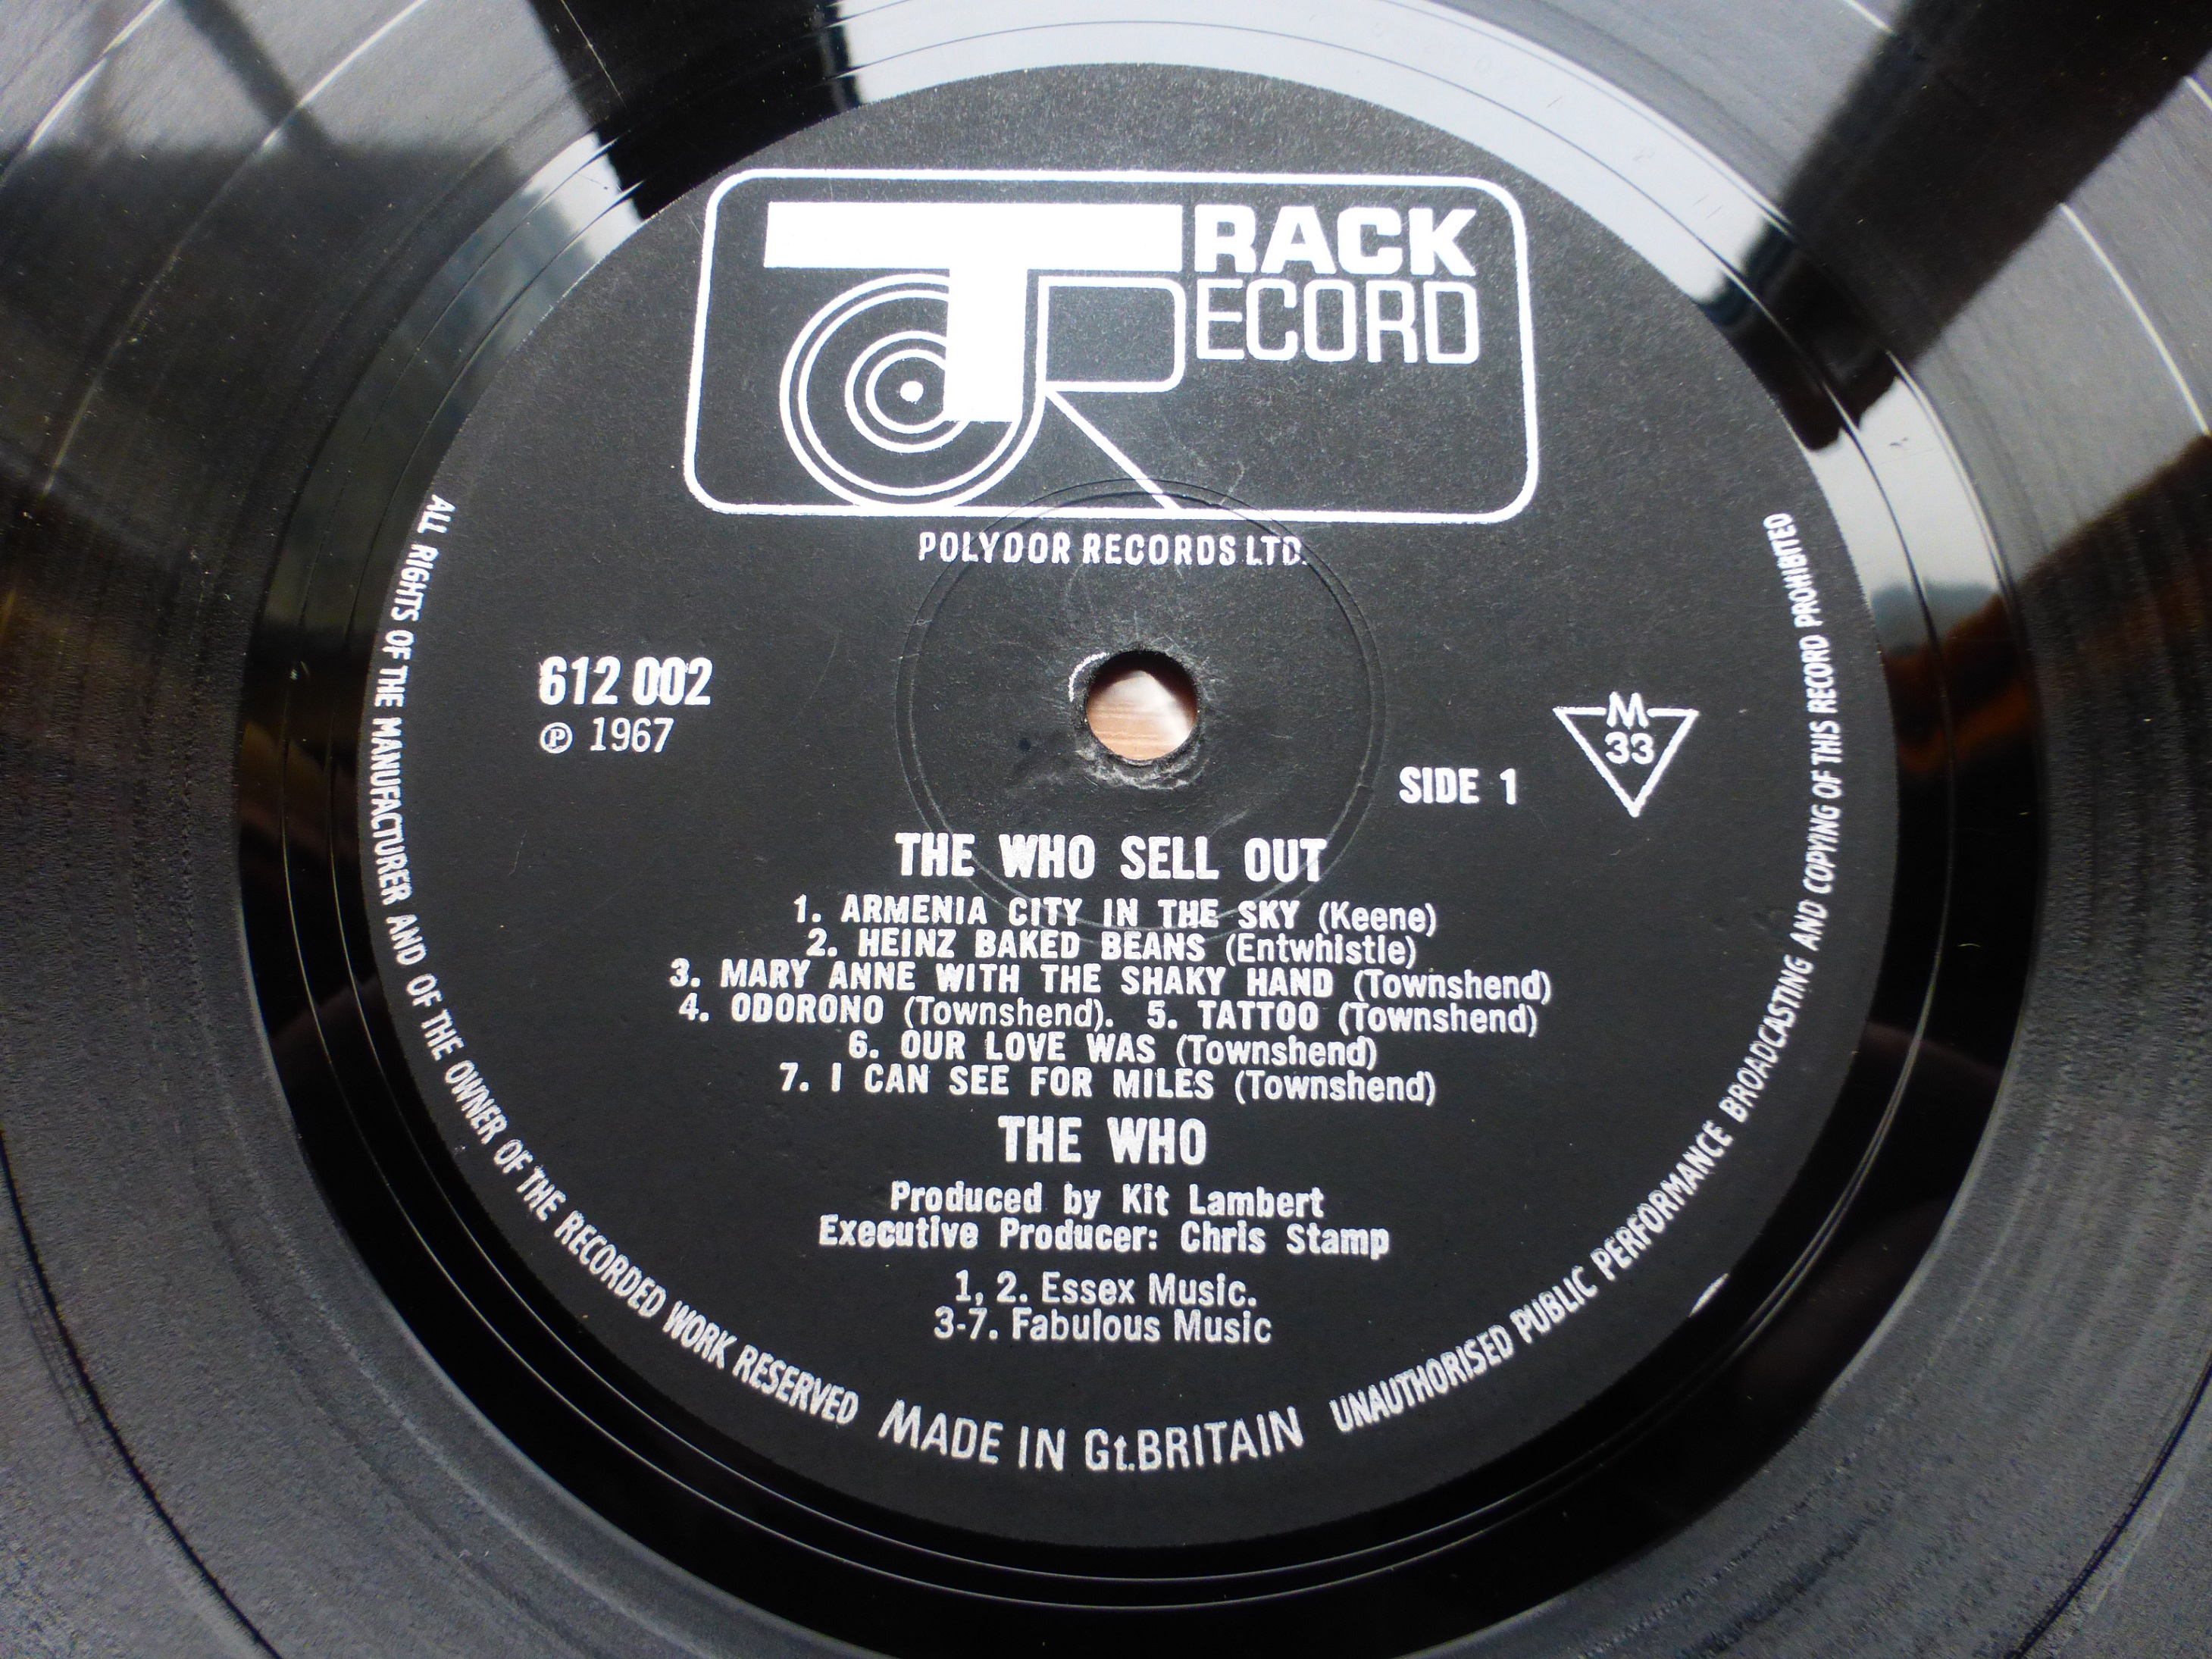 TRACK
RECORD
POLYDOR RECORDS LTD.
612 002
Ⓟ 1967
M
33
SIDE 1
THE WHO SELL OUT
1. ARMENIA CITY IN THE SKY (Keene)
2. HEINZ BAKED BEANS (Entwhistle)
3. MARY ANNE WITH THE SHAKY HAND (Townshend)
4. ODORONO (Townshend). 5. TATTOO (Townshend)
6. OUR LOVE WAS (Townshend)
7. I CAN SEE FOR MILES (Townshend)
THE WHO
Produced by Kit Lambert
Executive Producer: Chris Stamp
1, 2. Essex Music.
3-7. Fabulous Music
ALL RIGHTS OF THE MANUFACTURER AND OF THE OWNER OF THE RECORDED WORK RESERVED MADE IN Gt.BRITAIN UNAUTHORISED PUBLIC PERFORMANCE BROADCASTING AND COPYING OF THIS RECORD PROHIBITED